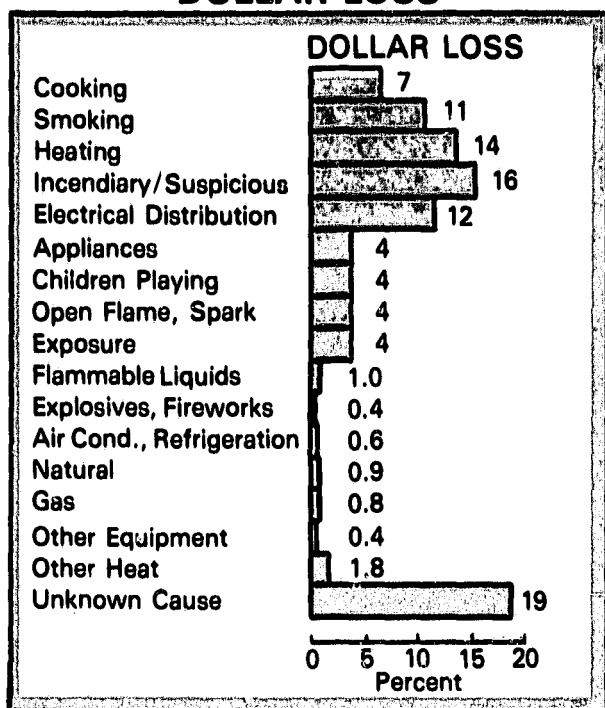 DOLLAR LOSS
DOLLAR LOSS
Cooking 7
Smoking 11
Heating 14
Incendiary/Suspicious 16
Electrical Distribution 12
Appliances 4
Children Playing 4
Open Flame, Spark 4
Exposure 4
Flammable Liquids 1.0
Explosives, Fireworks 0.4
Air Cond., Refrigeration 0.6
Natural 0.9
Gas 0.8
Other Equipment 0.4
Other Heat 1.8
Unknown Cause 19
0 5 10 15 20
Percent